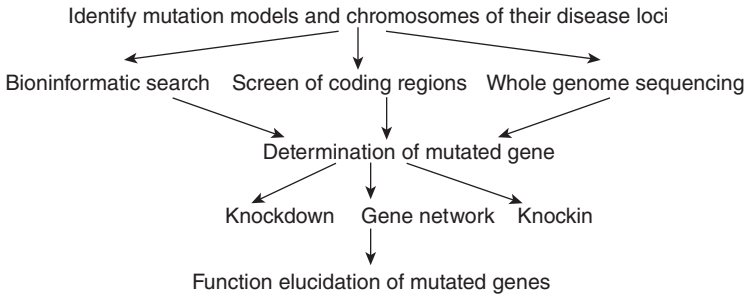 Identify mutation models and chromosomes of their disease loci
Bioninformatic search Screen of coding regions Whole genome sequencing
Determination of mutated gene
Knockdown Gene network Knockin
Function elucidation of mutated genes